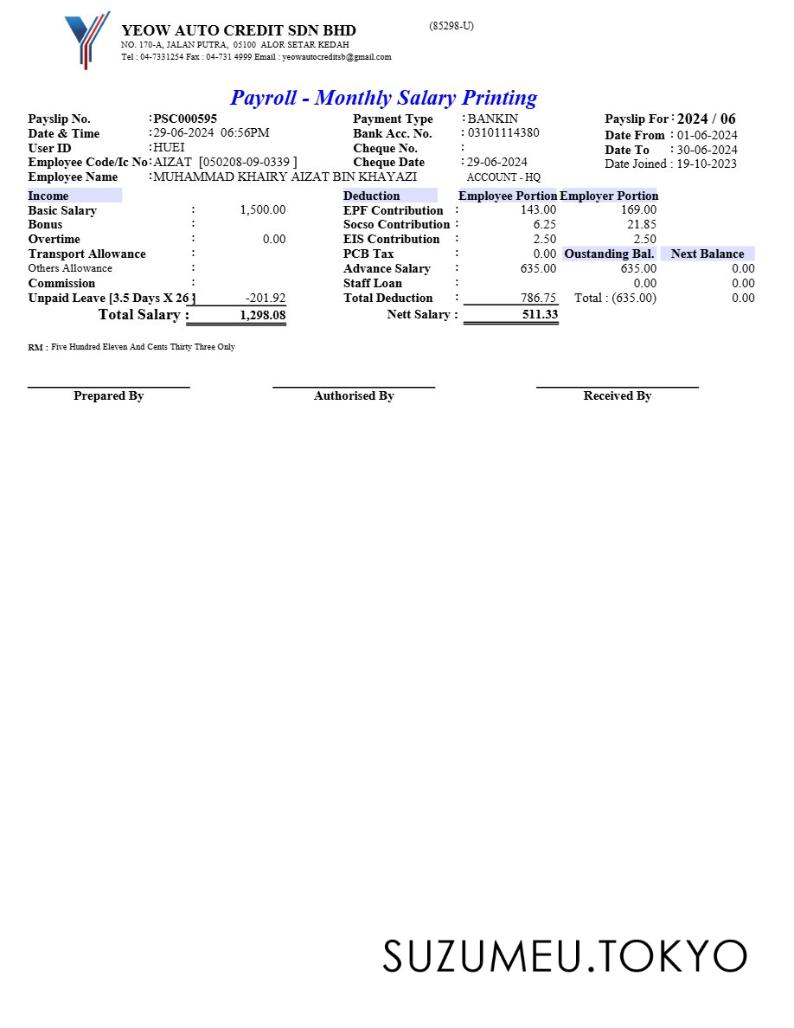 YEOW AUTO CREDIT SDN BHD (85298-U)
NO. 170-A, JALAN PUTRA, 05100 ALOR SETAR KEDAH
Tel : 04-7331254 Fax : 04-731 4999 Email : yeowautocreditsb@gmail.com
Payroll - Monthly Salary Printing
Payslip No. : PSC000595 Payment Type : BANKIN Payslip For : 2024 / 06
Date & Time : 29-06-2024 06:56PM Bank Acc. No. : 03101114380 Date From : 01-06-2024
User ID : HUEI Cheque No. : Date To : 30-06-2024
Employee Code/Ic No : AIZAT [050208-09-0339 ] Cheque Date : 29-06-2024 Date Joined : 19-10-2023
Employee Name : MUHAMMAD KHAIRY AIZAT BIN KHAYAZI ACCOUNT - HQ
Income Deduction Employee Portion Employer Portion
Basic Salary : 1,500.00 EPF Contribution : 143.00 169.00
Bonus : Socso Contribution : 6.25 21.85
Overtime : 0.00 EIS Contribution : 2.50 2.50
Transport Allowance : PCB Tax : 0.00 Oustanding Bal. Next Balance
Others Allowance : Advance Salary : 635.00 635.00 0.00
Commission : Staff Loan : 0.00 0.00
Unpaid Leave [3.5 Days X 26 ] -201.92 Total Deduction : 786.75 Total : (635.00) 0.00
Total Salary : 1,298.08 Nett Salary : 511.33
RM : Five Hundred Eleven And Cents Thirty Three Only
Prepared By Authorised By Received By
SUZUMEU.TOKYO